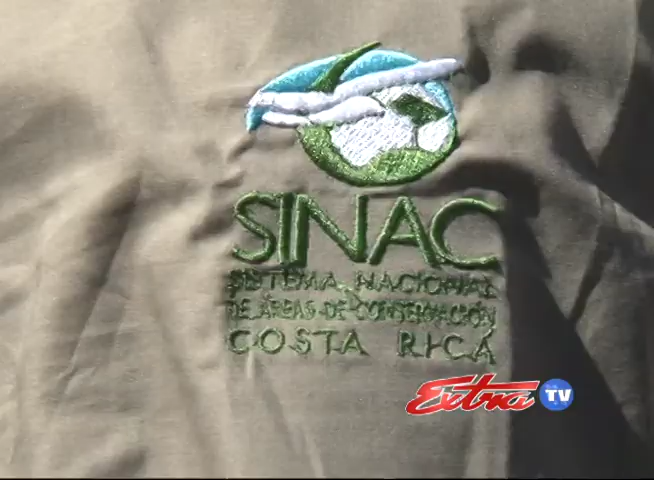 SINAC
SISTEMA NACIONAL
DE ÁREAS DE CONSERVACIÓN
COSTA RICA
Extra TV